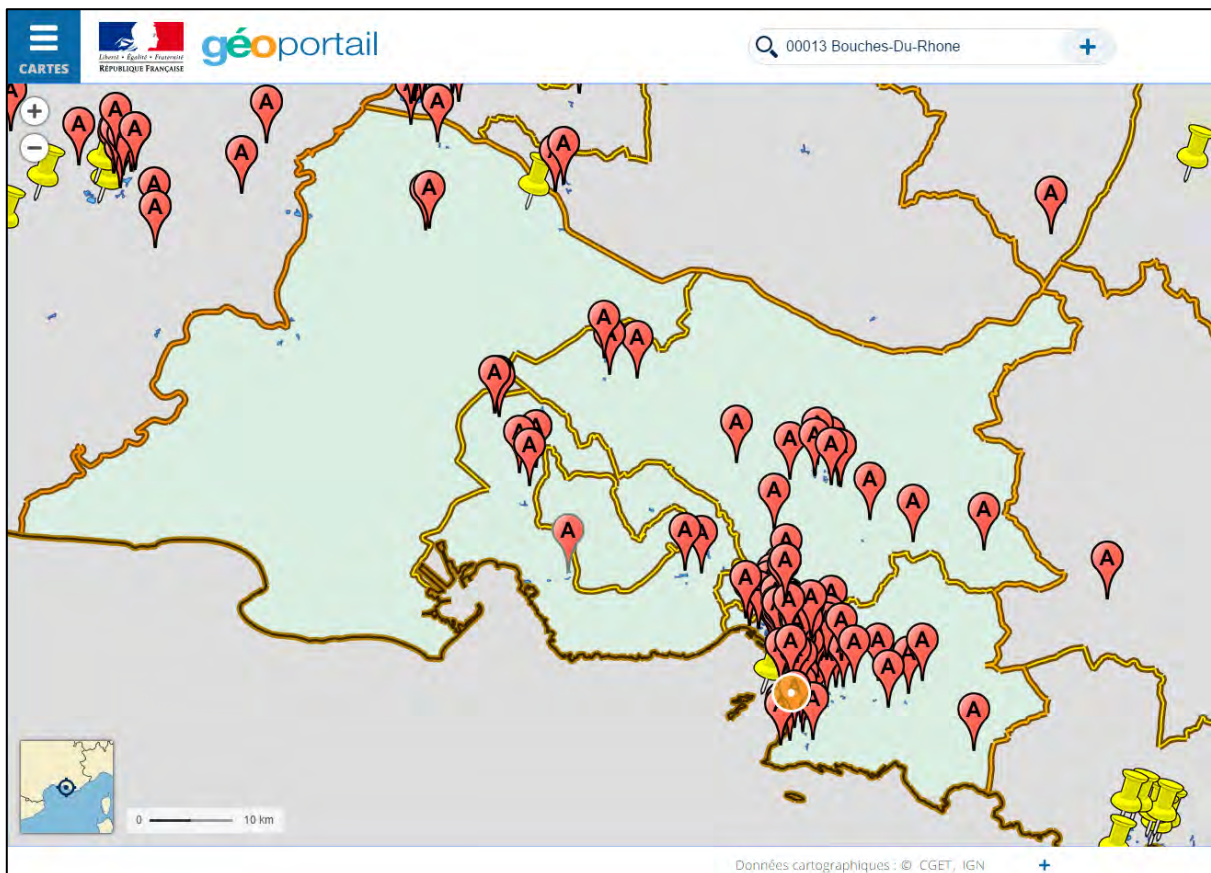 CARTES
Liberté • Égalité • Fraternité
RÉPUBLIQUE FRANÇAISE
géoportail
00013 Bouches-Du-Rhone
+
+
−
A A A A A A A A A A A A A A A A A A A A A A A A A A A A A A A A A A A A A A A A A A A A A A A
0 10 km
Données cartographiques : © CGET, IGN +